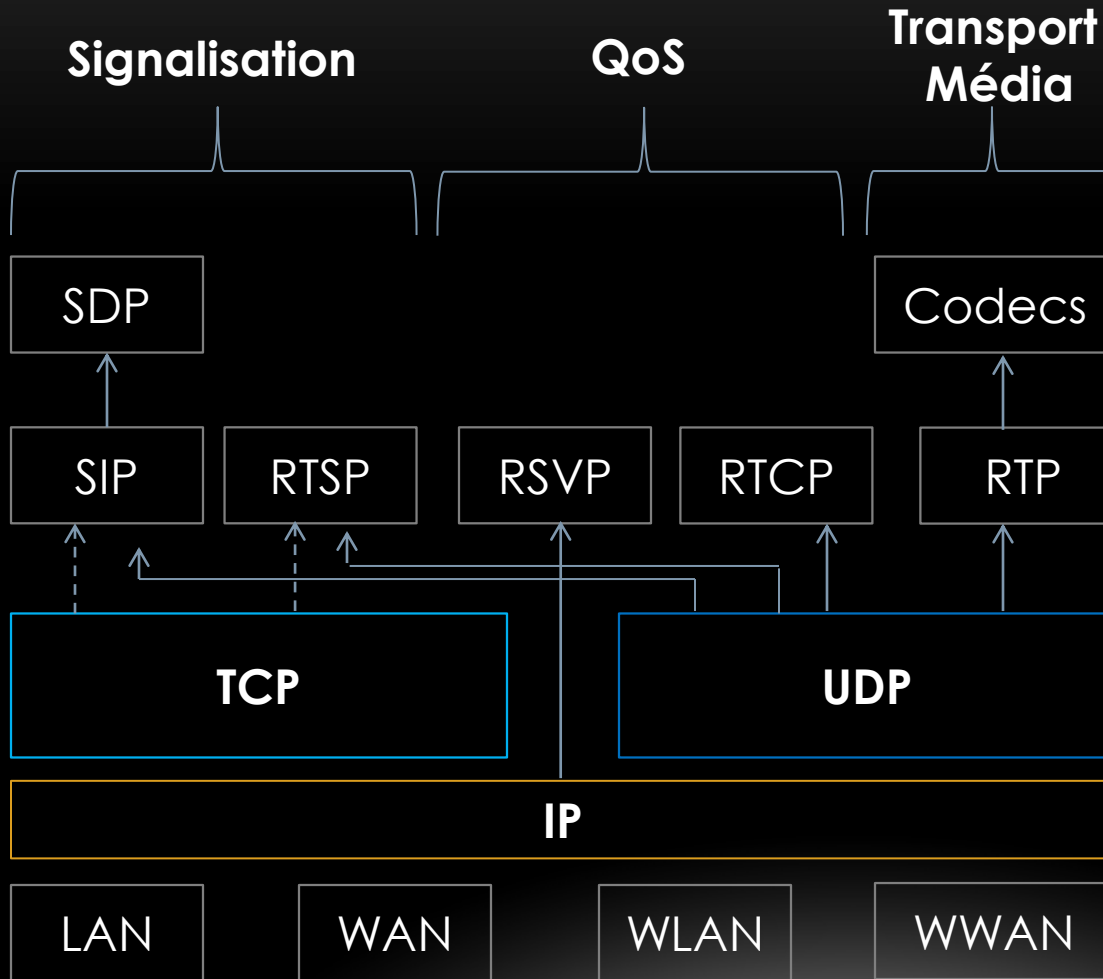 Signalisation
QoS
Transport
Média
SDP
Codecs
SIP
RTSP
RSVP
RTCP
RTP
TCP
UDP
IP
LAN
WAN
WLAN
WWAN